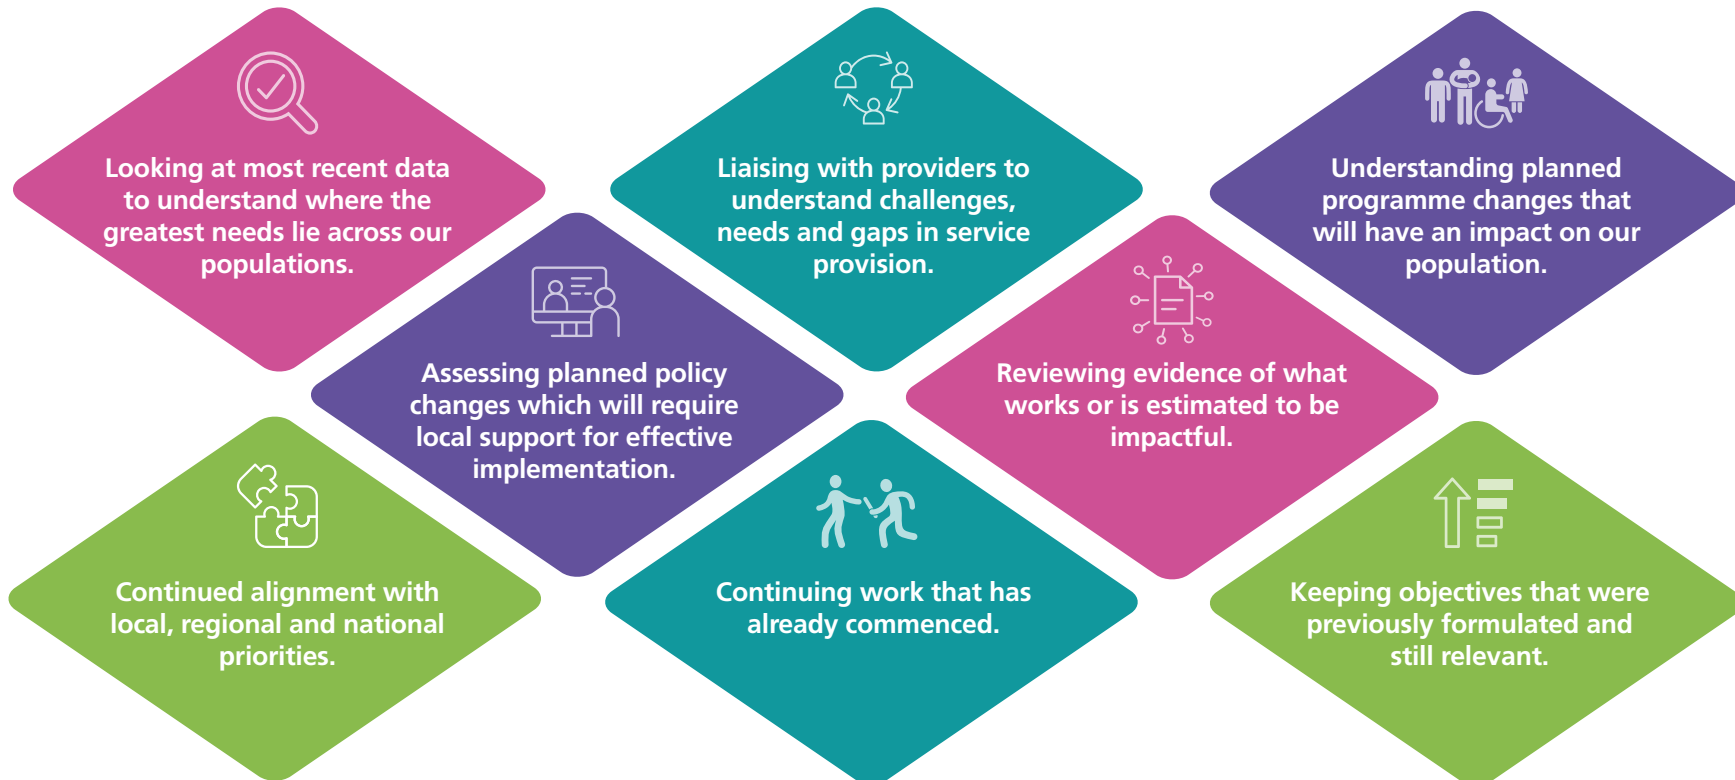 Looking at most recent data
to understand where the
greatest needs lie across our
populations.
Liaising with providers to
understand challenges,
needs and gaps in service
provision.
Understanding planned
programme changes that
will have an impact on our
population.
Assessing planned policy
changes which will require
local support for effective
implementation.
Reviewing evidence of what
works or is estimated to be
impactful.
Continued alignment with
local, regional and national
priorities.
Continuing work that has
already commenced.
Keeping objectives that were
previously formulated and
still relevant.